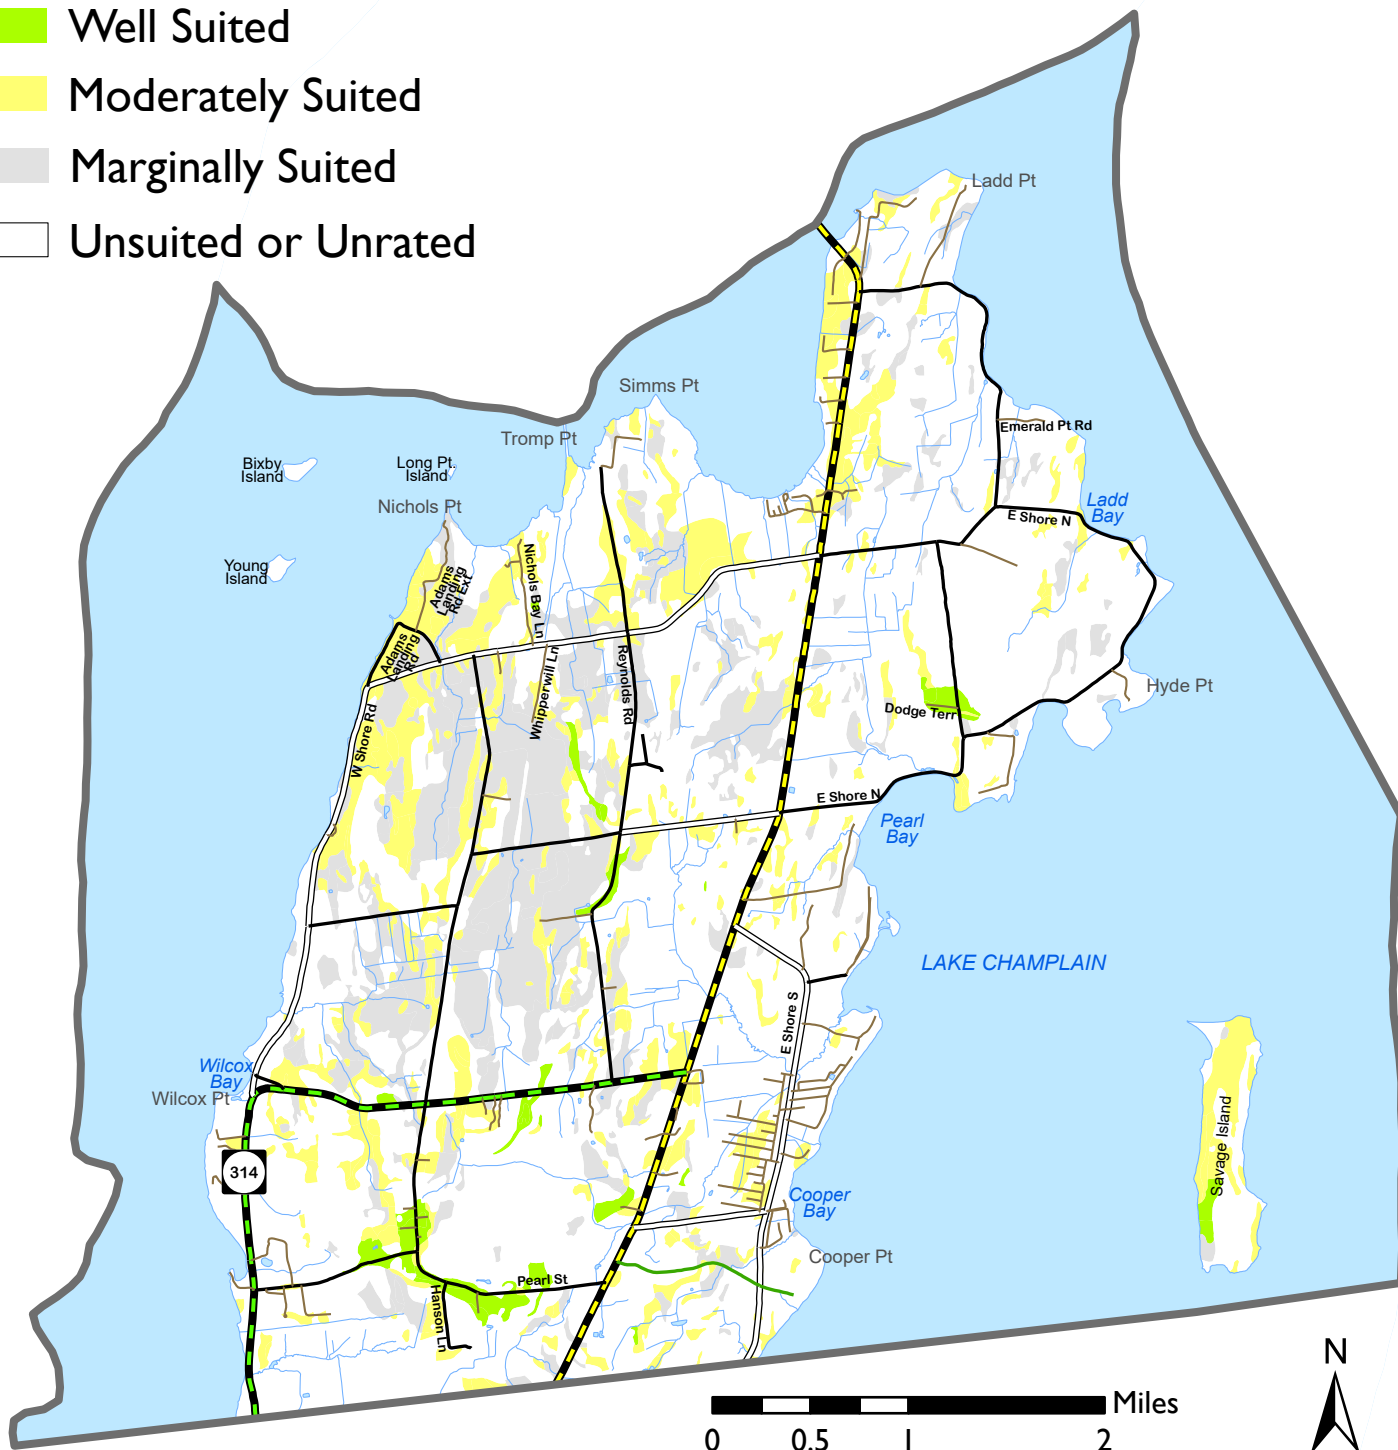 Well Suited
Moderately Suited
Marginally Suited
Unsuited or Unrated
Ladd Pt
Simms Pt
Tromp Pt
Emerald Pt Rd
Bixby
Island
Long Pt.
Island
Nichols Pt
Ladd
Bay
E Shore N
Young
Island
Adams
Landing
Rd Ext
Nichols Bay Ln
Adams
Landing
Rd
Whipperwill Ln
Reynolds Rd
Hyde Pt
Dodge Terr
W Shore Rd
E Shore N
Pearl
Bay
LAKE CHAMPLAIN
E Shore S
Wilcox
Bay
Wilcox Pt
Savage Island
314
Cooper
Bay
Cooper Pt
Pearl St
Hanson Ln
N
Miles
0 0.5 1 2